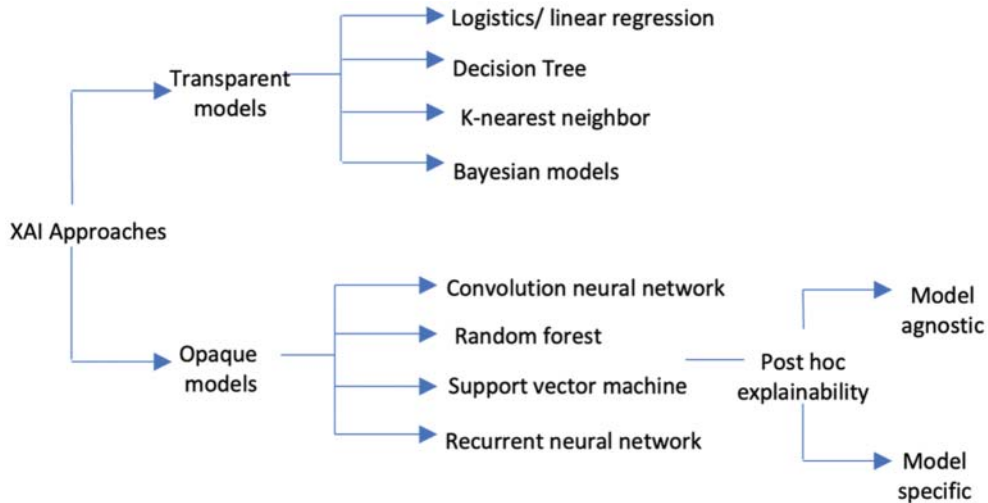 Logistics/ linear regression
Transparent
models
Decision Tree
K-nearest neighbor
Bayesian models
XAI Approaches
Convolution neural network
Random forest
Opaque
models
Support vector machine
Recurrent neural network
Post hoc
explainability
Model
agnostic
Model
specific